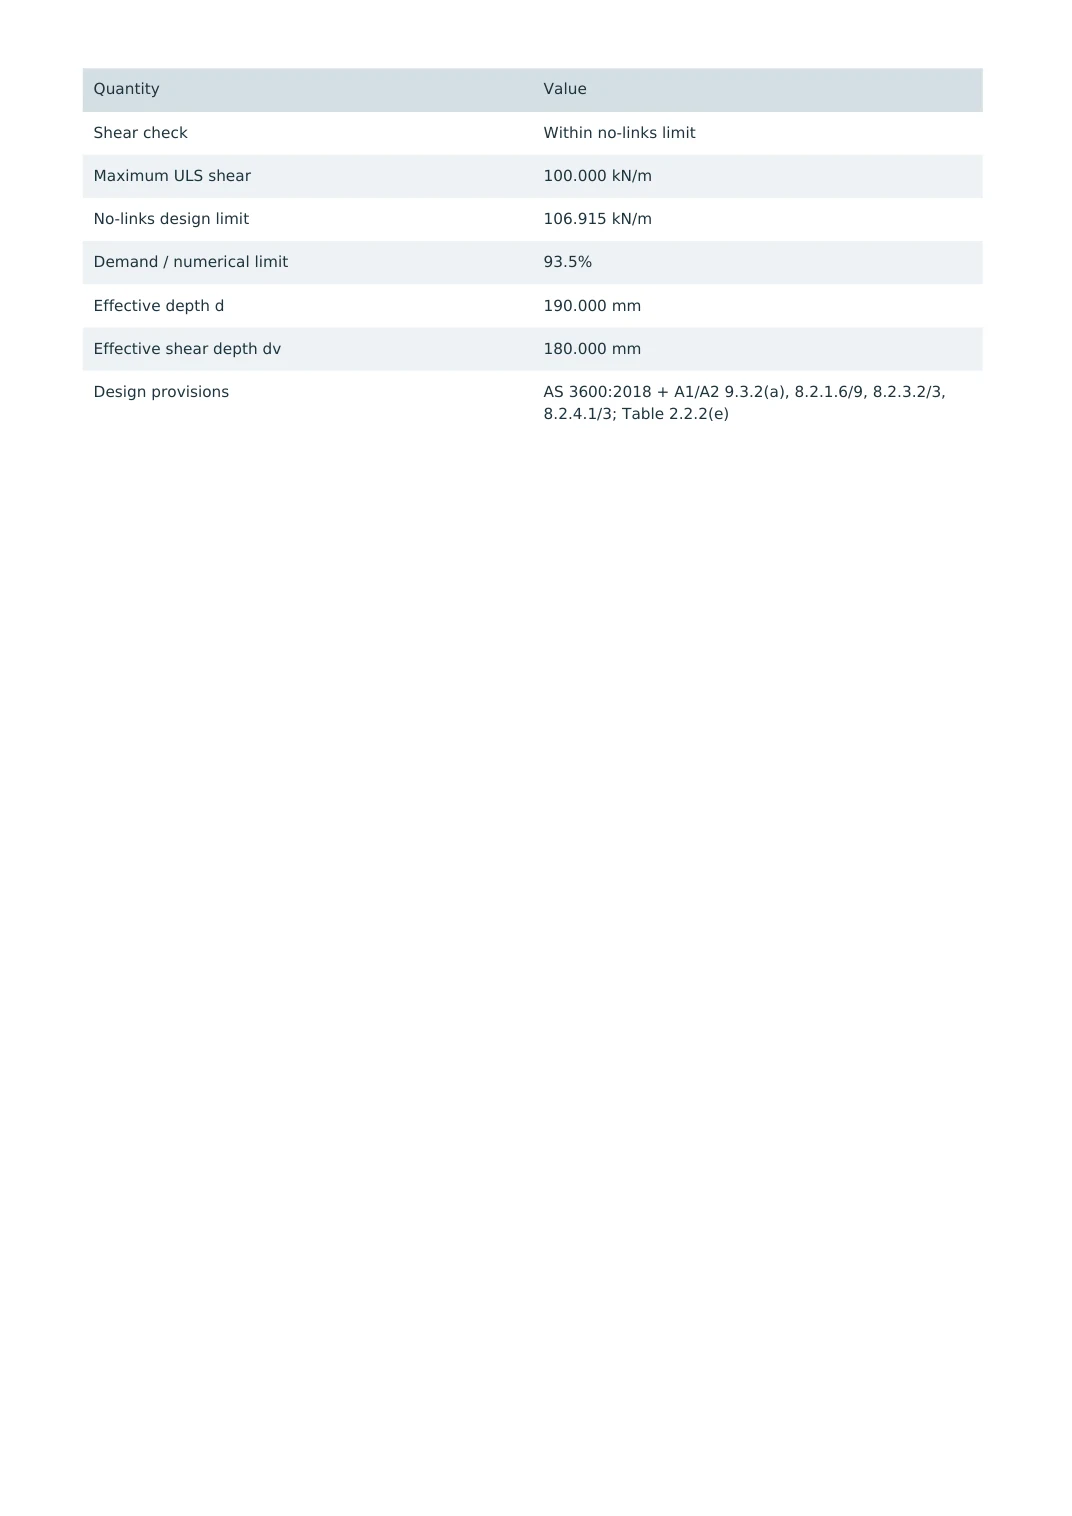 Quantity Value
Shear check Within no-links limit
Maximum ULS shear 100.000 kN/m
No-links design limit 106.915 kN/m
Demand / numerical limit 93.5%
Effective depth d 190.000 mm
Effective shear depth dv 180.000 mm
Design provisions AS 3600:2018 + A1/A2 9.3.2(a), 8.2.1.6/9, 8.2.3.2/3,
8.2.4.1/3; Table 2.2.2(e)